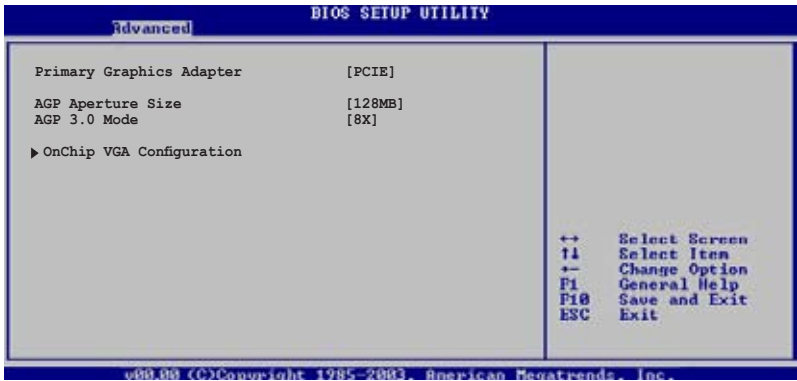 BIOS SETUP UTILITY
Advanced
Primary Graphics Adapter [PCIE]
AGP Aperture Size [128MB]
AGP 3.0 Mode [8X]
OnChip VGA Configuration
←→ Select Screen
↑↓ Select Item
+- Change Option
F1 General Help
F10 Save and Exit
ESC Exit
v00.00 (C)Copyright 1985-2003, American Megatrends, Inc.